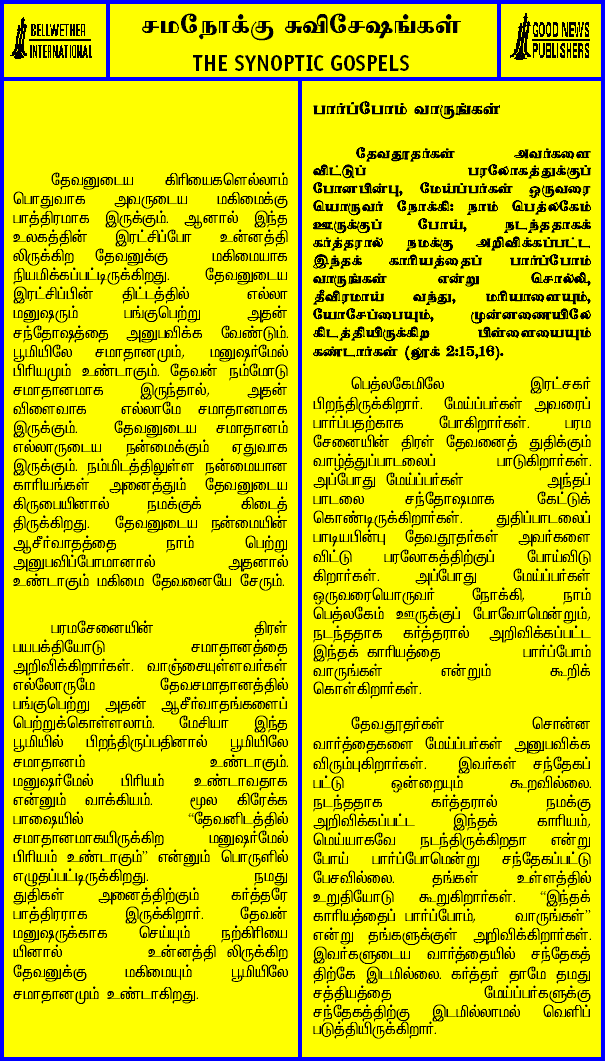 BELLWETHER
INTERNATIONAL
சமநோக்கு சுவிசேஷங்கள்
THE SYNOPTIC GOSPELS
GOOD NEWS
PUBLISHERS
தேவனுடைய கிரியைகளெல்லாம்
பொதுவாக அவருடைய மகிமைக்கு
பாத்திரமாக இருக்கும். ஆனால் இந்த
உலகத்தின் இரட்சிப்போ உன்னத்தி
லிருக்கிற தேவனுக்கு மகிமையாக
நியமிக்கப்பட்டிருக்கிறது. தேவனுடைய
இரட்சிப்பின் திட்டத்தில் எல்லா
மனுஷரும் பங்குபெற்று அதன்
சந்தோஷத்தை அனுபவிக்க வேண்டும்.
பூமியிலே சமாதானமும், மனுஷர்மேல்
பிரியமும் உண்டாகும். தேவன் நம்மோடு
சமாதானமாக இருந்தால், அதன்
விளைவாக எல்லாமே சமாதானமாக
இருக்கும். தேவனுடைய சமாதானம்
எல்லாருடைய நன்மைக்கும் ஏதுவாக
இருக்கும். நம்மிடத்திலுள்ள நன்மையான
காரியங்கள் அனைத்தும் தேவனுடைய
கிருபையினால் நமக்குக் கிடைத்
திருக்கிறது. தேவனுடைய நன்மையின்
ஆசீர்வாதத்தை நாம் பெற்று
அனுபவிப்போமானால் அதனால்
உண்டாகும் மகிமை தேவனையே சேரும்.
பரமசேனையின் திரள்
பயபக்தியோடு சமாதானத்தை
அறிவிக்கிறார்கள். வாஞ்சையுள்ளவர்கள்
எல்லோருமே தேவசமாதானத்தில்
பங்குபெற்று அதன் ஆசீர்வாதங்களைப்
பெற்றுக்கொள்ளலாம். மேசியா இந்த
பூமியில் பிறந்திருப்பதினால் பூமியிலே
சமாதானம் உண்டாகும்.
மனுஷர்மேல் பிரியம் உண்டாவதாக
என்னும் வாக்கியம். மூல கிரேக்க
பாஷையில் “தேவனிடத்தில்
சமாதானமாகயிருக்கிற மனுஷர்மேல்
பிரியம் உண்டாகும்” என்னும் பொருளில்
எழுதப்பட்டிருக்கிறது. நமது
துதிகள் அனைத்திற்கும் கர்த்தரே
பாத்திரராக இருக்கிறார். தேவன்
மனுஷருக்காக செய்யும் நற்கிரியை
யினால் உன்னத்தி லிருக்கிற
தேவனுக்கு மகிமையும் பூமியிலே
சமாதானமும் உண்டாகிறது.
பார்ப்போம் வாருங்கள்
தேவதூதர்கள் அவர்களை
விட்டுப் பரலோகத்துக்குப்
போனபின்பு, மேய்ப்பர்கள் ஒருவரை
யொருவர் நோக்கி: நாம் பெத்லகேம்
ஊருக்குப் போய், நடந்ததாகக்
கர்த்தரால் நமக்கு அறிவிக்கப்பட்ட
இந்தக் காரியத்தைப் பார்ப்போம்
வாருங்கள் என்று சொல்லி,
தீவிரமாய் வந்து, மரியாளையும்,
யோசேப்பையும், முன்னணையிலே
கிடத்தியிருக்கிற பிள்ளையையும்
கண்டார்கள் (லூக் 2:15,16).
பெத்லகேமிலே இரட்சகர்
பிறந்திருக்கிறார். மேய்ப்பர்கள் அவரைப்
பார்ப்பதற்காக போகிறார்கள். பரம
சேனையின் திரள் தேவனைத் துதிக்கும்
வாழ்த்துப்பாடலைப் பாடுகிறார்கள்.
அப்போது மேய்ப்பர்கள் அந்தப்
பாடலை சந்தோஷமாக கேட்டுக்
கொண்டிருக்கிறார்கள். துதிப்பாடலைப்
பாடியபின்பு தேவதூதர்கள் அவர்களை
விட்டு பரலோகத்திற்குப் போய்விடு
கிறார்கள். அப்போது மேய்ப்பர்கள்
ஒருவரையொருவர் நோக்கி, நாம்
பெத்லகேம் ஊருக்குப் போவோமென்றும்,
நடந்ததாக கர்த்தரால் அறிவிக்கப்பட்ட
இந்தக் காரியத்தை பார்ப்போம்
வாருங்கள் என்றும் கூறிக்
கொள்கிறார்கள்.
தேவதூதர்கள் சொன்ன
வார்த்தைகளை மேய்ப்பர்கள் அனுபவிக்க
விரும்புகிறார்கள். இவர்கள் சந்தேகப்
பட்டு ஒன்றையும் கூறவில்லை.
நடந்ததாக கர்த்தரால் நமக்கு
அறிவிக்கப்பட்ட இந்தக் காரியம்,
மெய்யாகவே நடந்திருக்கிறதா என்று
போய் பார்ப்போமென்று சந்தேகப்பட்டு
பேசவில்லை. தங்கள் உள்ளத்தில்
உறுதியோடு கூறுகிறார்கள். “இந்தக்
காரியத்தைப் பார்ப்போம், வாருங்கள்”
என்று தங்களுக்குள் அறிவிக்கிறார்கள்.
இவர்களுடைய வார்த்தையில் சந்தேகத்
திற்கே இடமில்லை. கர்த்தர் தாமே தமது
சத்தியத்தை மேய்ப்பர்களுக்கு
சந்தேகத்திற்கு இடமில்லாமல் வெளிப்
படுத்தியிருக்கிறார்.